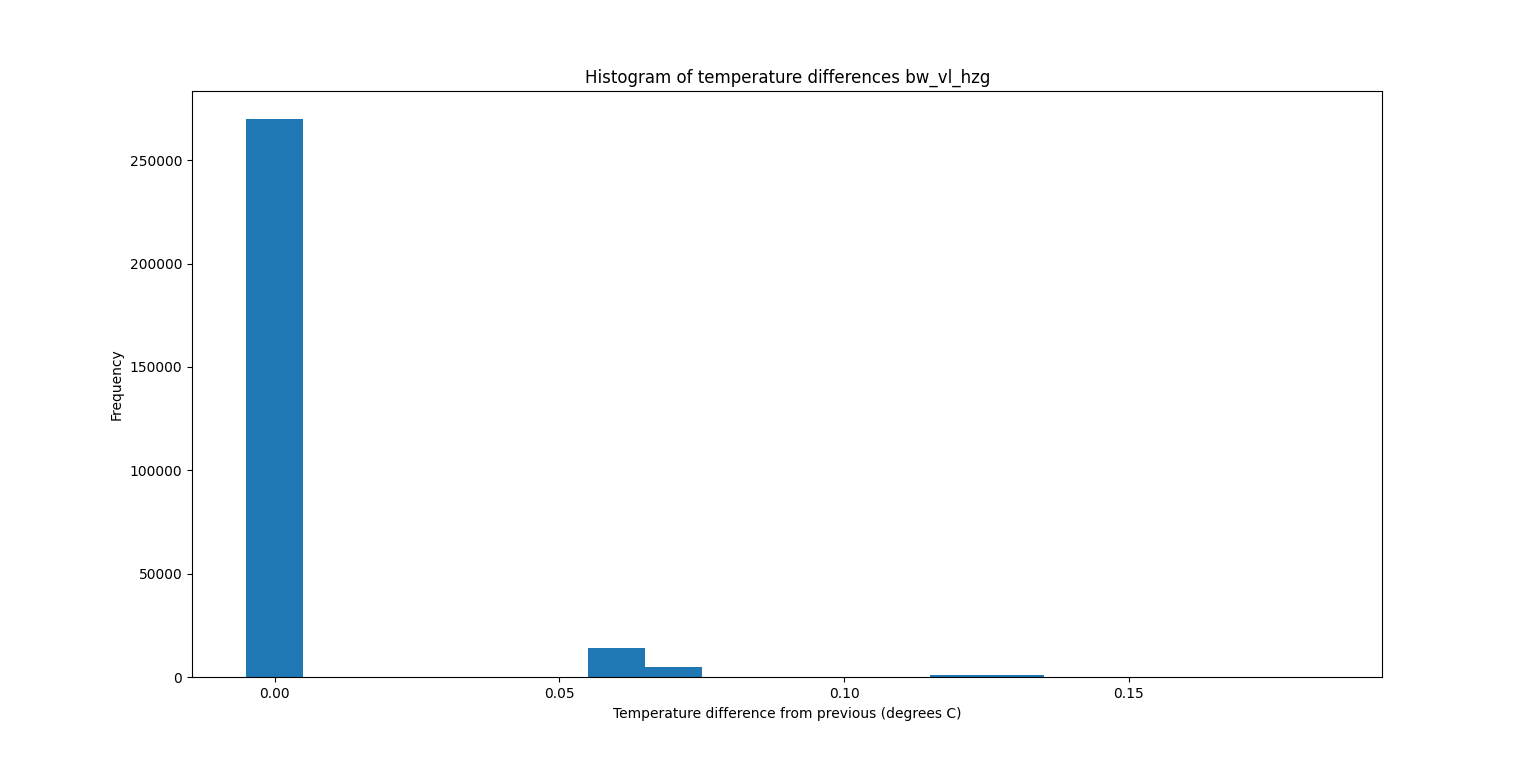 Histogram of temperature differences bw_vl_hzg
250000
200000
150000
100000
50000
0
Frequency
0.00 0.05 0.10 0.15
Temperature difference from previous (degrees C)